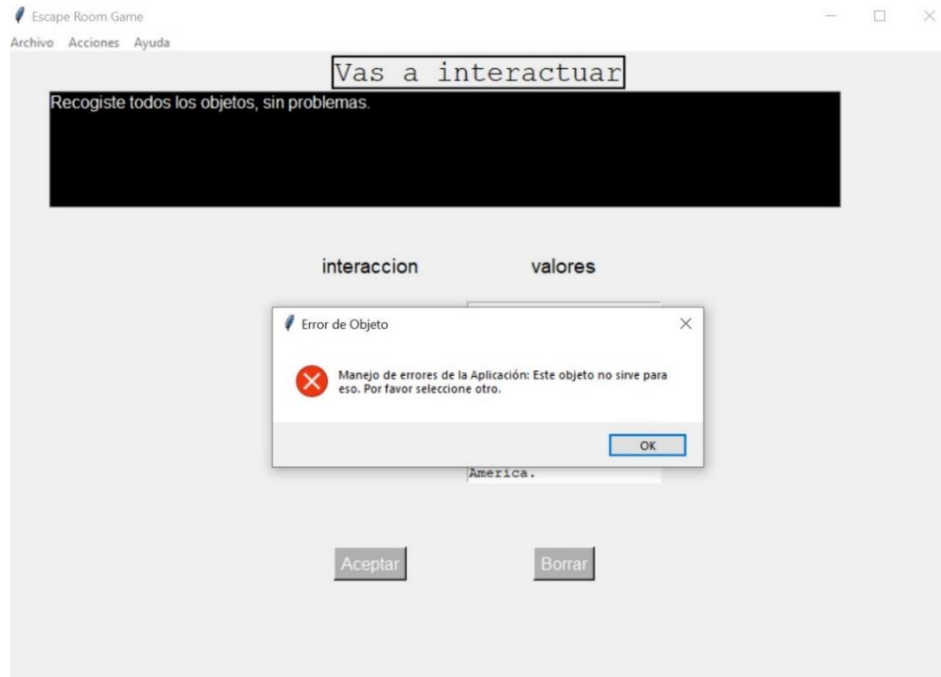 Escape Room Game
Archivo Acciones Ayuda
Vas a interactuar
Recogiste todos los objetos, sin problemas.
interaccion valores
Error de Objeto
Manejo de errores de la Aplicación: Este objeto no sirve para
eso. Por favor seleccione otro.
OK
America.
Aceptar Borrar